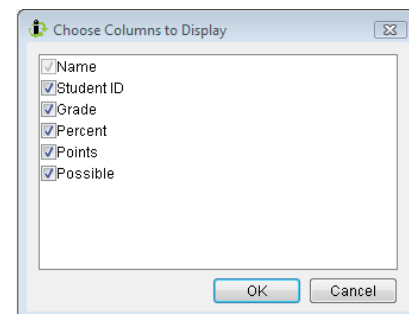 Choose Columns to Display
Name
Student ID
Grade
Percent
Points
Possible
OK Cancel